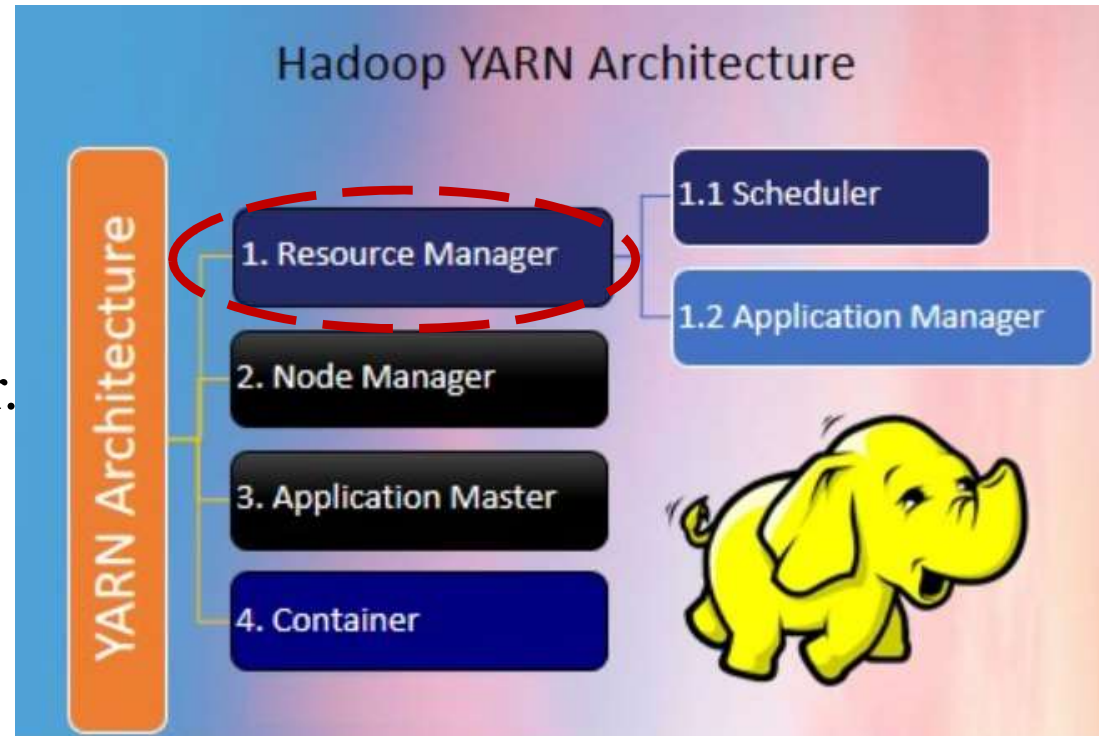 Hadoop YARN Architecture
YARN Architecture
1. Resource Manager
1.1 Scheduler
1.2 Application Manager
2. Node Manager
3. Application Master
4. Container